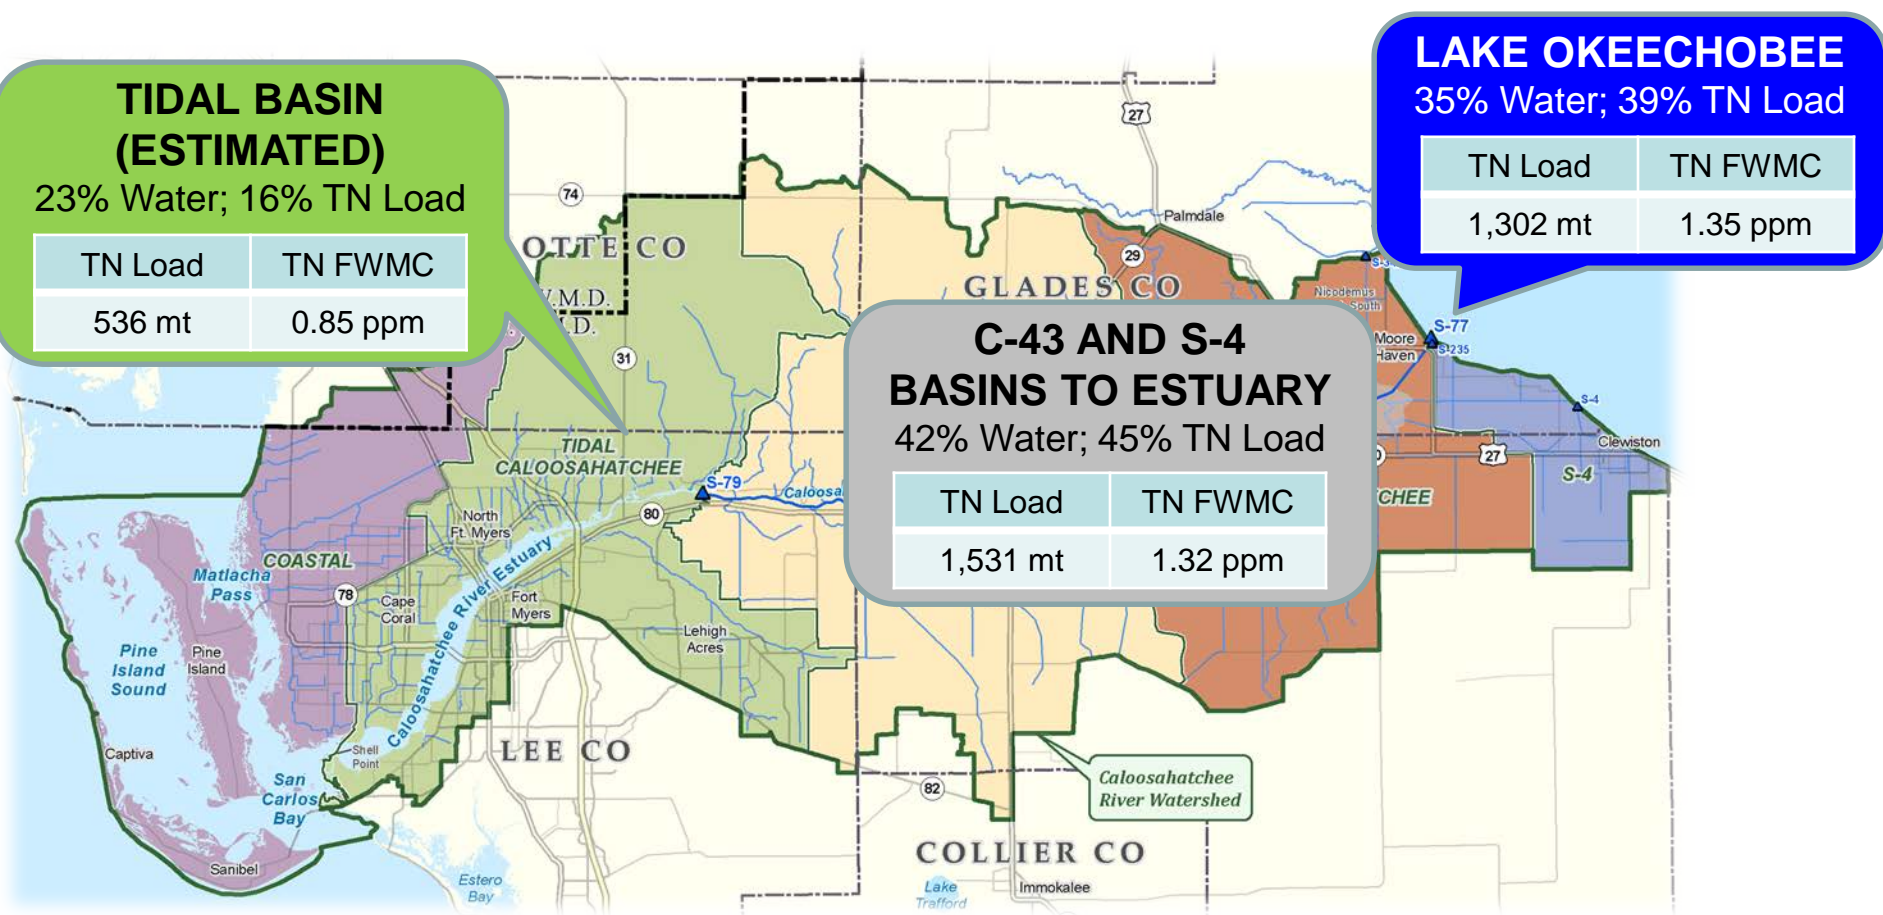 TIDAL BASIN
(ESTIMATED)
23% Water; 16% TN Load
TN Load TN FWMC
536 mt 0.85 ppm
LAKE OKEECHOBEE
35% Water; 39% TN Load
TN Load TN FWMC
1,302 mt 1.35 ppm
C-43 AND S-4
BASINS TO ESTUARY
42% Water; 45% TN Load
TN Load TN FWMC
1,531 mt 1.32 ppm
27
74
Palmdale
OTTE CO
29
GLADES CO
Nicodemus
South
.M.D.
.D.
S-77
Moore
Haven
S-235
31
S-4
TIDAL
CALOOSAHATCHEE
Clewiston
27
S-4
S-79
Caloosa
CHEE
80
North
Ft. Myers
COASTAL
Matlacha
Pass
78
Cape
Coral
Fort
Myers
Caloosahatchee River Estuary
Lehigh
Acres
Pine
Island
Sound
Pine
Island
Captiva
Shell
Point
LEE CO
San
Carlos
Bay
82
Caloosahatchee
River Watershed
COLLIER CO
Sanibel
Estero
Bay
Lake
Trafford
Immokalee